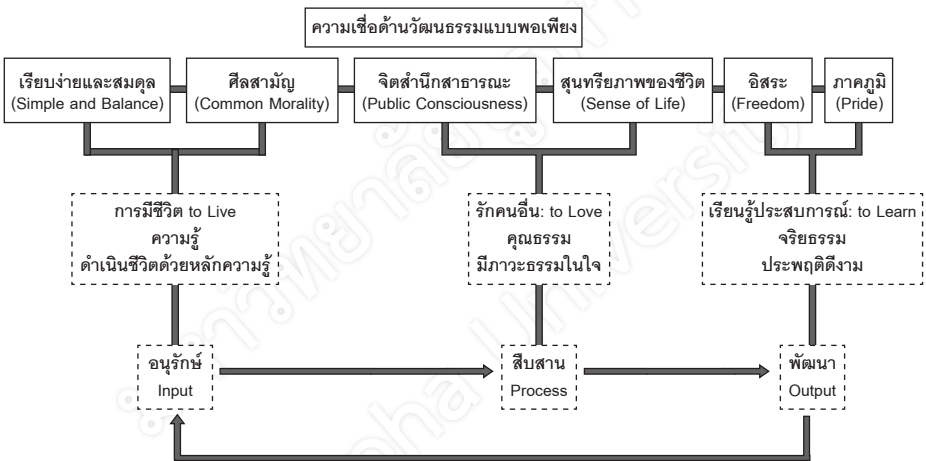 ความเชื่อด้านวัฒนธรรมแบบพอเพียง
เรียบง่ายและสมดุล
(Simple and Balance)
ศีลสามัญ
(Common Morality)
จิตสำนึกสาธารณะ
(Public Consciousness)
สุนทรียภาพของชีวิต
(Sense of Life)
อิสระ
(Freedom)
ภาคภูมิ
(Pride)
การมีชีวิต to Live
ความรู้
ดำเนินชีวิตด้วยหลักความรู้
รักคนอื่น: to Love
คุณธรรม
มีภาวะธรรมในใจ
เรียนรู้ประสบการณ์: to Learn
จริยธรรม
ประพฤติดีงาม
อนุรักษ์
Input
สืบสาน
Process
พัฒนา
Output